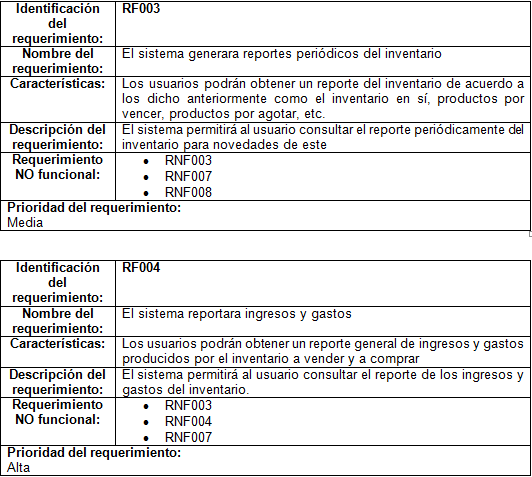 Identificación
del
requerimiento:
RF003
Nombre del
requerimiento:
El sistema generara reportes periódicos del inventario
Características:
Los usuarios podrán obtener un reporte del inventario de acuerdo a
los dicho anteriormente como el inventario en sí, productos por
vencer, productos por agotar, etc.
Descripción del
requerimiento:
El sistema permitirá al usuario consultar el reporte periódicamente del
inventario para novedades de este
Requerimiento
NO funcional:
• RNF003
• RNF007
• RNF008
Prioridad del requerimiento:
Media
Identificación
del
requerimiento:
RF004
Nombre del
requerimiento:
El sistema reportara ingresos y gastos
Características:
Los usuarios podrán obtener un reporte general de ingresos y gastos
producidos por el inventario a vender y a comprar
Descripción del
requerimiento:
El sistema permitirá al usuario consultar el reporte de los ingresos y
gastos del inventario.
Requerimiento
NO funcional:
• RNF003
• RNF004
• RNF007
Prioridad del requerimiento:
Alta